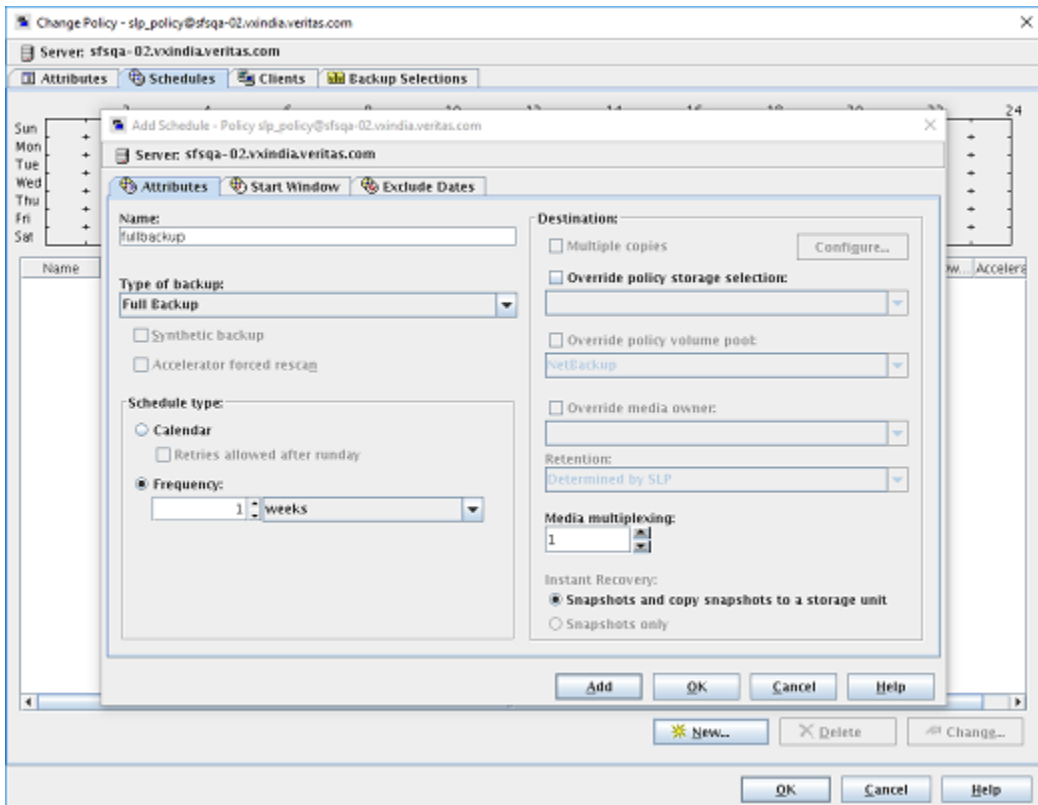 Change Policy - slp_policy@sfsqa-02.vxindia.veritas.com
Server: sfsqa-02.vxindia.veritas.com
Attributes Schedules Clients Backup Selections
24
Sun
Mon
Tue
Wed
Thu
Fri
Sat
Name
Accelera
Add Schedule - Policy slp_policy@sfsqa-02.vxindia.veritas.com
Server: sfsqa-02.vxindia.veritas.com
Attributes Start Window Exclude Dates
Name:
fullbackup
Type of backup:
Full Backup
Synthetic backup
Accelerator forced rescan
Schedule type:
Calendar
Retries allowed after runday
Frequency:
1 weeks
Destination:
Multiple copies Configure...
Override policy storage selection:
Override policy volume pool:
NetBackup
Override media owner:
Retention:
Determined by SLP
Media multiplexing:
1
Instant Recovery:
Snapshots and copy snapshots to a storage unit
Snapshots only
Add OK Cancel Help
New... Delete Change...
OK Cancel Help